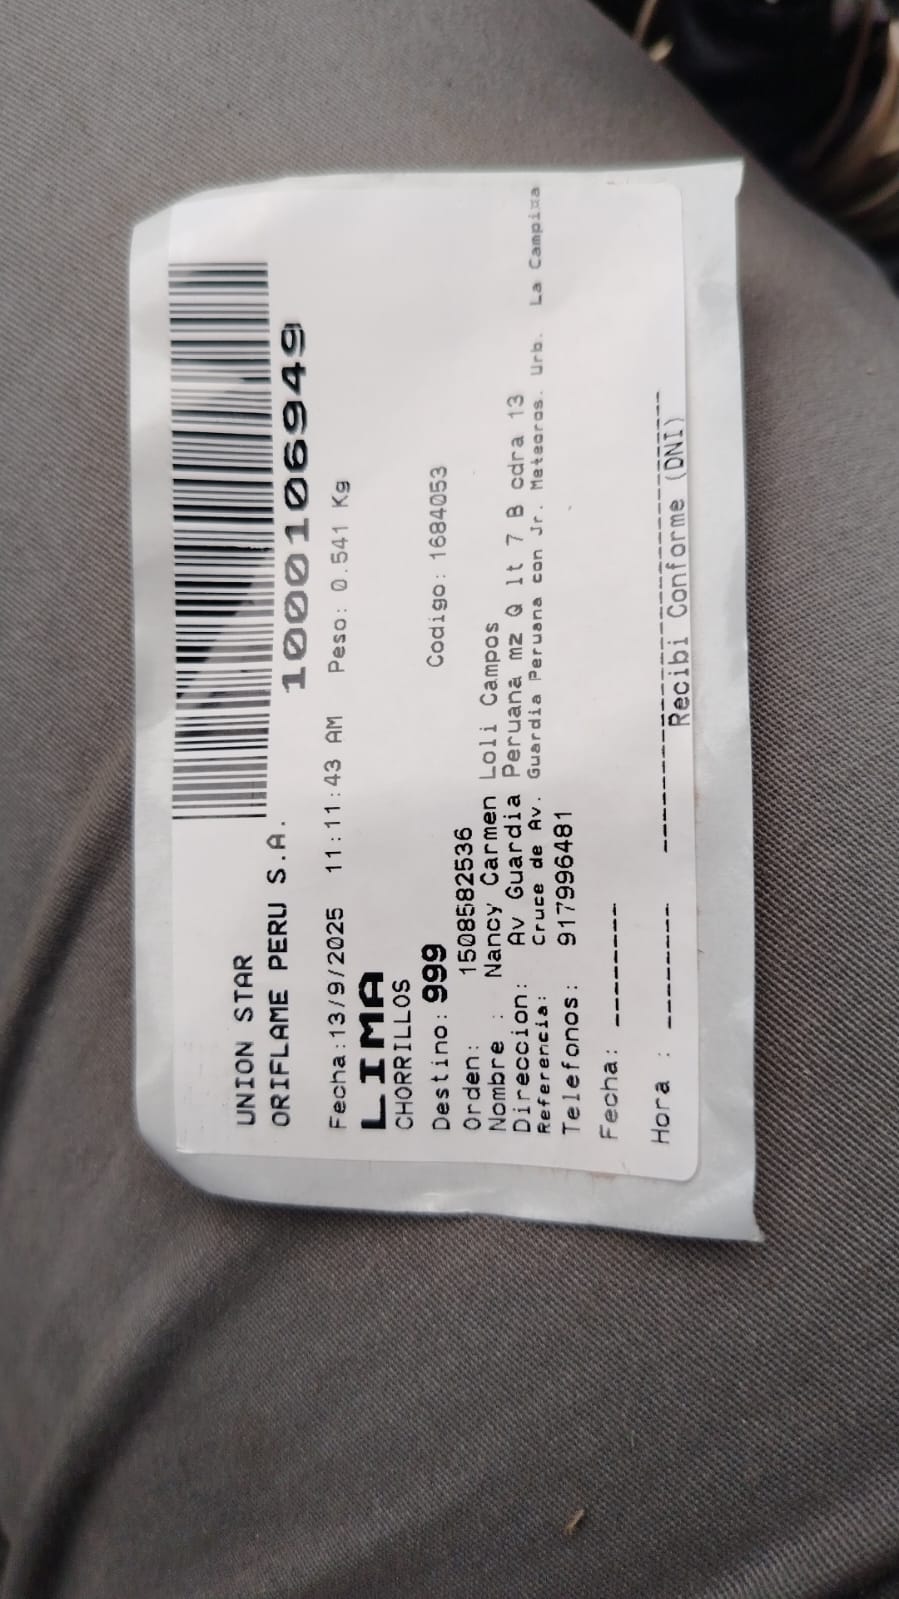 UNION STAR
ORIFLAME PERU S.A.
1000106949
Fecha:13/9/2025 11:11:43 AM Peso: 0.541 Kg
LIMA
CHORRILLOS
Destino: 999 Codigo: 1684053
Orden: 1508582536
Nombre : Nancy Carmen Loli Campos
Direccion: Av Guardia Peruana mz Q lt 7 B cdra 13
Referencia: Cruce de Av. Guardia Peruana con Jr. Meteoros. Urb. La Campiña
Telefonos: 917996481
Fecha: --------
Hora : --------
Recibi Conforme (DNI)